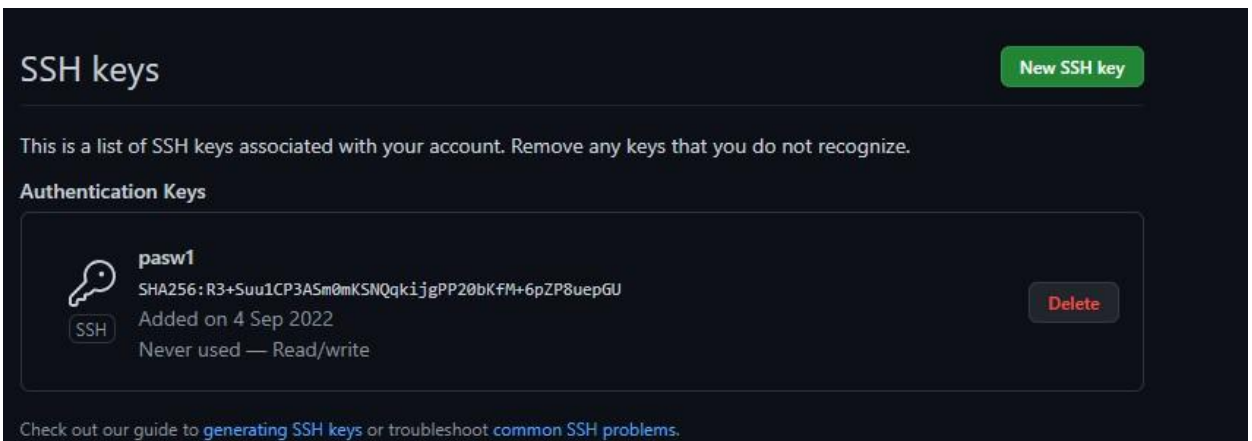 SSH keys
New SSH key
This is a list of SSH keys associated with your account. Remove any keys that you do not recognize.
Authentication Keys
pasw1
SHA256:R3+Suu1CP3ASm0mKSNQqkijgPP20bKfM+6pZP8uepGU
SSH
Added on 4 Sep 2022
Never used — Read/write
Delete
Check out our guide to generating SSH keys or troubleshoot common SSH problems.